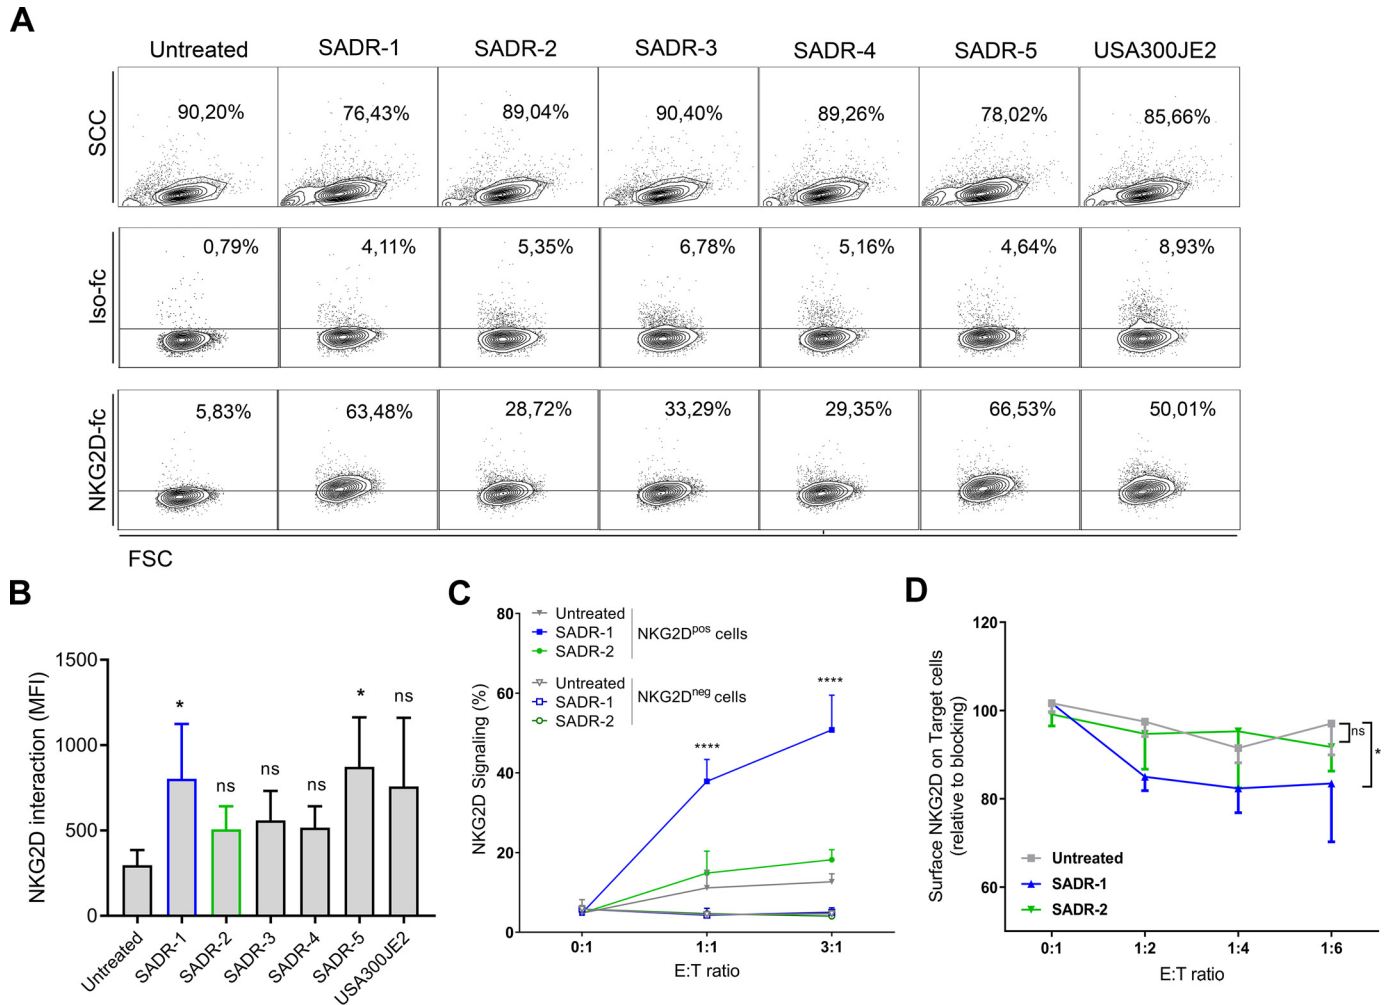 A
Untreated SADR-1 SADR-2 SADR-3 SADR-4 SADR-5 USA300JE2
SCC
90,20% 76,43% 89,04% 90,40% 89,26% 78,02% 85,66%
Iso-fc
0,79% 4,11% 5,35% 6,78% 5,16% 4,64% 8,93%
NKG2D-fc
5,83% 63,48% 28,72% 33,29% 29,35% 66,53% 50,01%
FSC
B
NKG2D interaction (MFI)
1500
1000
500
0
* ns ns ns * ns
Untreated SADR-1 SADR-2 SADR-3 SADR-4 SADR-5 USA300JE2
C
NKG2D Signaling (%)
80
60
40
20
0
Untreated
SADR-1
SADR-2
NKG2Dpos cells
Untreated
SADR-1
SADR-2
NKG2Dneg cells
**** ****
0:1 1:1 3:1
E:T ratio
D
Surface NKG2D on Target cells
(relative to blocking)
120
100
80
60
ns
*
Untreated
SADR-1
SADR-2
0:1 1:2 1:4 1:6
E:T ratio